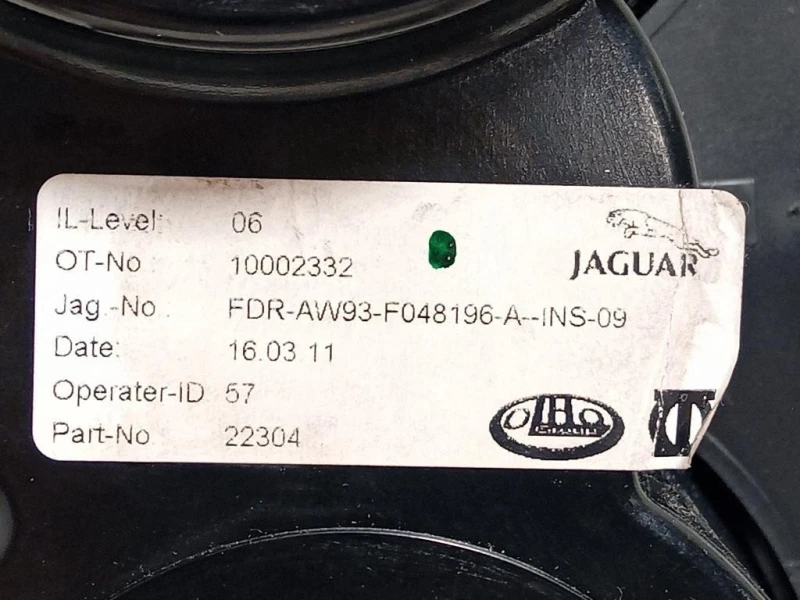 IL-Level: 06
OT-No 10002332
JAGUAR
Jag.-No. FDR-AW93-F048196-A--INS-09
Date: 16.03.11
Operater-ID 57
Part-No 22304